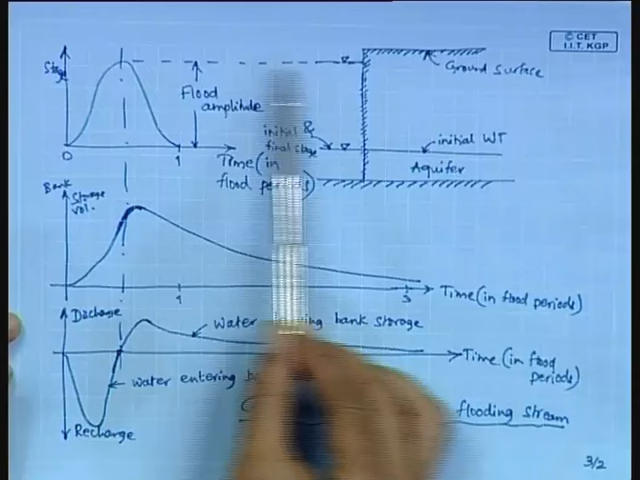 © CET
I.I.T. KGP
Stage
Flood
amplitude
Ground surface
initial &
final stage
initial WT
Aquifer
0
1
Time (in
flood periods)
Bank
Storage
vol.
1
3
Time (in flood periods)
Discharge
Water bank storage
Time (in flood
periods)
water entering
Recharge
flooding stream
3/2